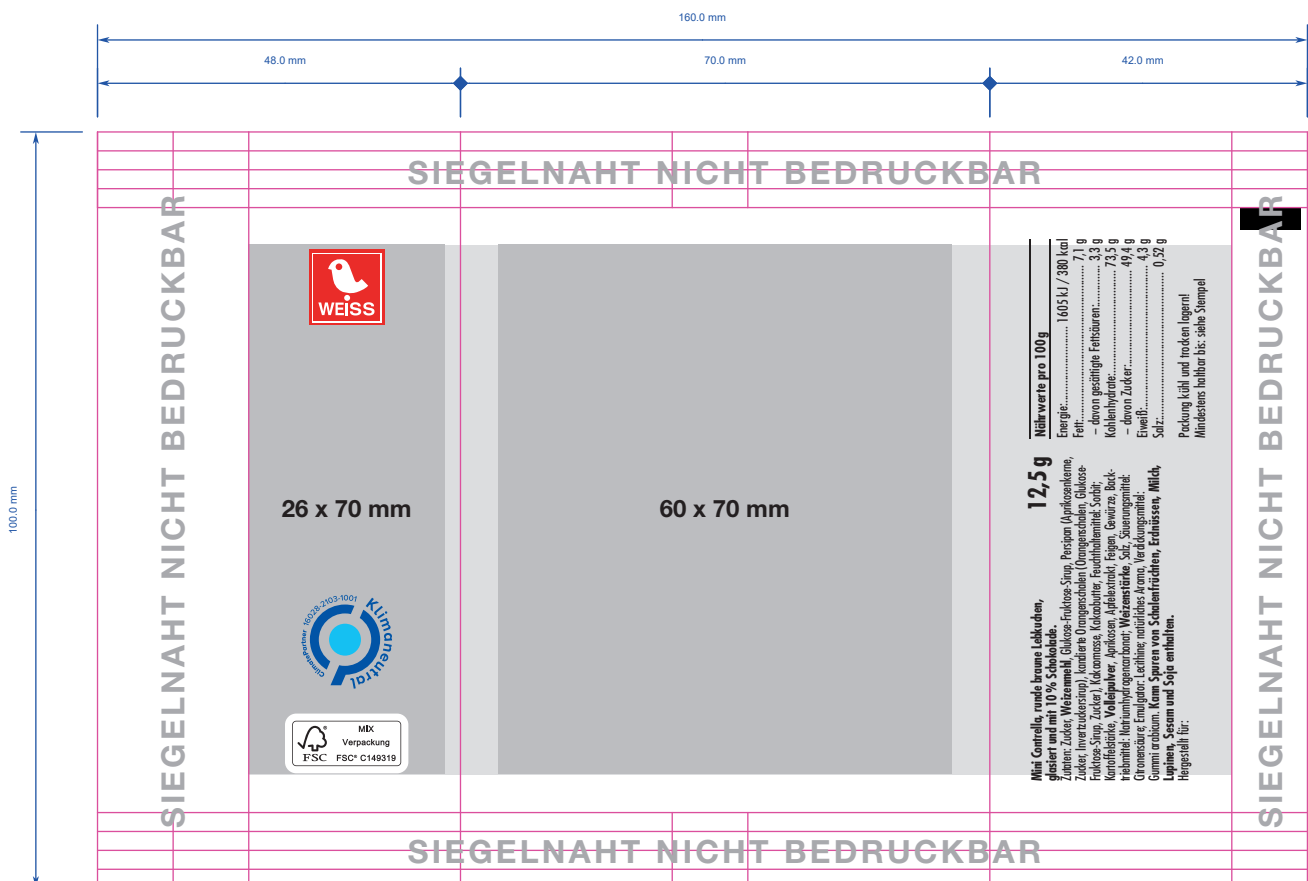 160.0 mm
48.0 mm
70.0 mm
42.0 mm
100.0 mm
SIEGELNAHT NICHT BEDRUCKBAR
SIEGELNAHT NICHT BEDRUCKBAR
WEISS
26 x 70 mm
ClimatePartner 16028-2103-1001
Klimaneutral
MIX
Verpackung
FSC® C149319
FSC
60 x 70 mm
Mini Contrella, runde braune Lebkuden,
glasiert und mit 10 % Schokolade.
12,5 g
Zutaten: Zucker, Weizenmehl, Glukose-Fruktose-Sirup, Persipan (Aprikosenkerne,
Zucker, Invertzuckersirup), kandierte Orangenschalen (Orangenschalen, Glukose-
Fruktose-Sirup, Zucker), Kakaomasse, Kakaobutter, Feuchthaltemittel: Sorbit;
Kartoffelstärke, Volleipulver, Aprikosen, Apfelextrakt, Feigen, Gewürze, Back-
triebmittel: Natriumhydrogencarbonat; Weizenstärke, Salz, Säuerungsmittel:
Citronensäure; Emulgator: Lecithine; natürliches Aroma, Verdickungsmittel:
Gummi arabicum. Kann Spuren von Schalenfrüchten, Erdnüssen, Milch,
Lupinen, Sesam und Soja enthalten.
Hergestellt für:
Nährwerte pro 100g
Energie:........................ 1605 kJ / 380 kcal
Fett:........................ 7,1 g
– davon gesättigte Fettsäuren:........... 3,3 g
Kohlenhydrate:........................ 73,5 g
– davon Zucker:........................ 49,4 g
Eiweiß:........................ 4,3 g
Salz:........................ 0,52 g
Packung kühl und trocken lagern!
Mindestens haltbar bis: siehe Stempel
SIEGELNAHT NICHT BEDRUCKBAR
SIEGELNAHT NICHT BEDRUCKBAR